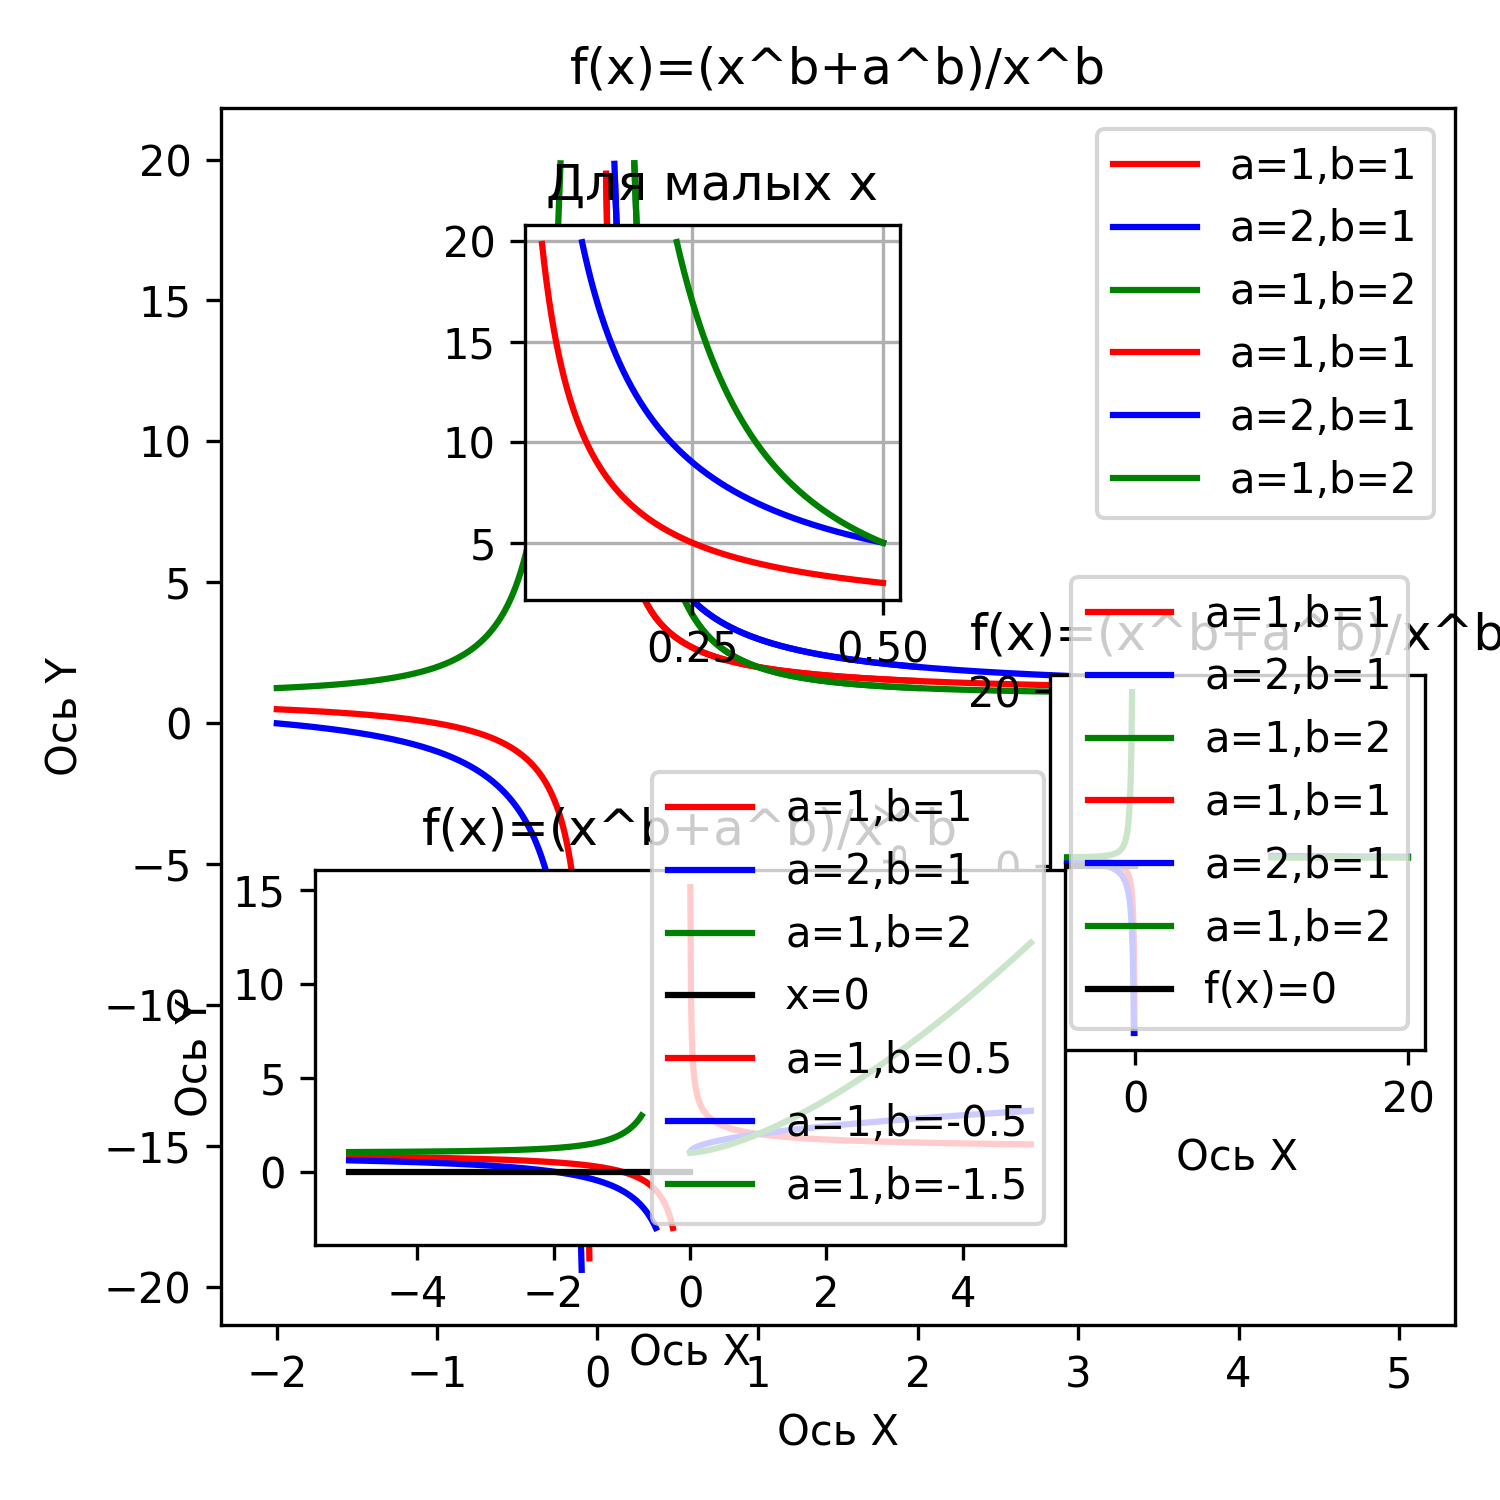 f(x)=(x^b+a^b)/x^b
20
15
10
5
0
−5
−10
−15
−20
Ось Y
−2
−1
0
1
2
3
4
5
Ось X
a=1,b=1
a=2,b=1
a=1,b=2
a=1,b=1
a=2,b=1
a=1,b=2
Для малых x
20
15
10
5
0.25
0.50
f(x)=(x^b+a^b)/x^b
20
0
0
20
Ось X
a=1,b=1
a=2,b=1
a=1,b=2
a=1,b=1
a=2,b=1
a=1,b=2
f(x)=0
f(x)=(x^b+a^b)/x^b
15
10
5
0
Ось Y
−4
−2
0
2
4
Ось X
a=1,b=1
a=2,b=1
a=1,b=2
x=0
a=1,b=0.5
a=1,b=-0.5
a=1,b=-1.5